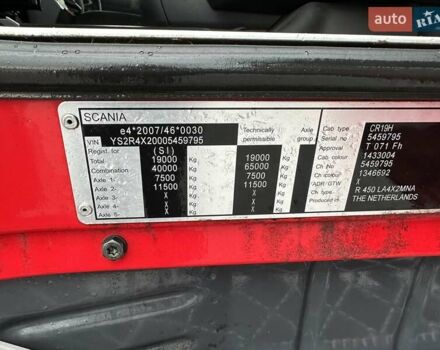 auto RIA
SCANIA
e4*2007/46*0030
VIN YS2R4X20005459795
Regist. for (SI) Technically permissible Axle group
Total 19000 Kg 19000 Kg
Combination 40000 Kg 65000 Kg
Axle 1- 7500 Kg 7500 Kg
Axle 2- 11500 Kg 11500 Kg
Axle 3- X Kg X Kg
Axle 4- X Kg X Kg
Axle 5- X Kg X Kg
Cab type CR19H
Cab No 5459795
Approval T 071 Fh
Cab colour 1433004
Ch No 5459795
Ch colour 1346692
ADR/GTW X
Ch type R 450 LA4X2MNA
Produced in THE NETHERLANDS